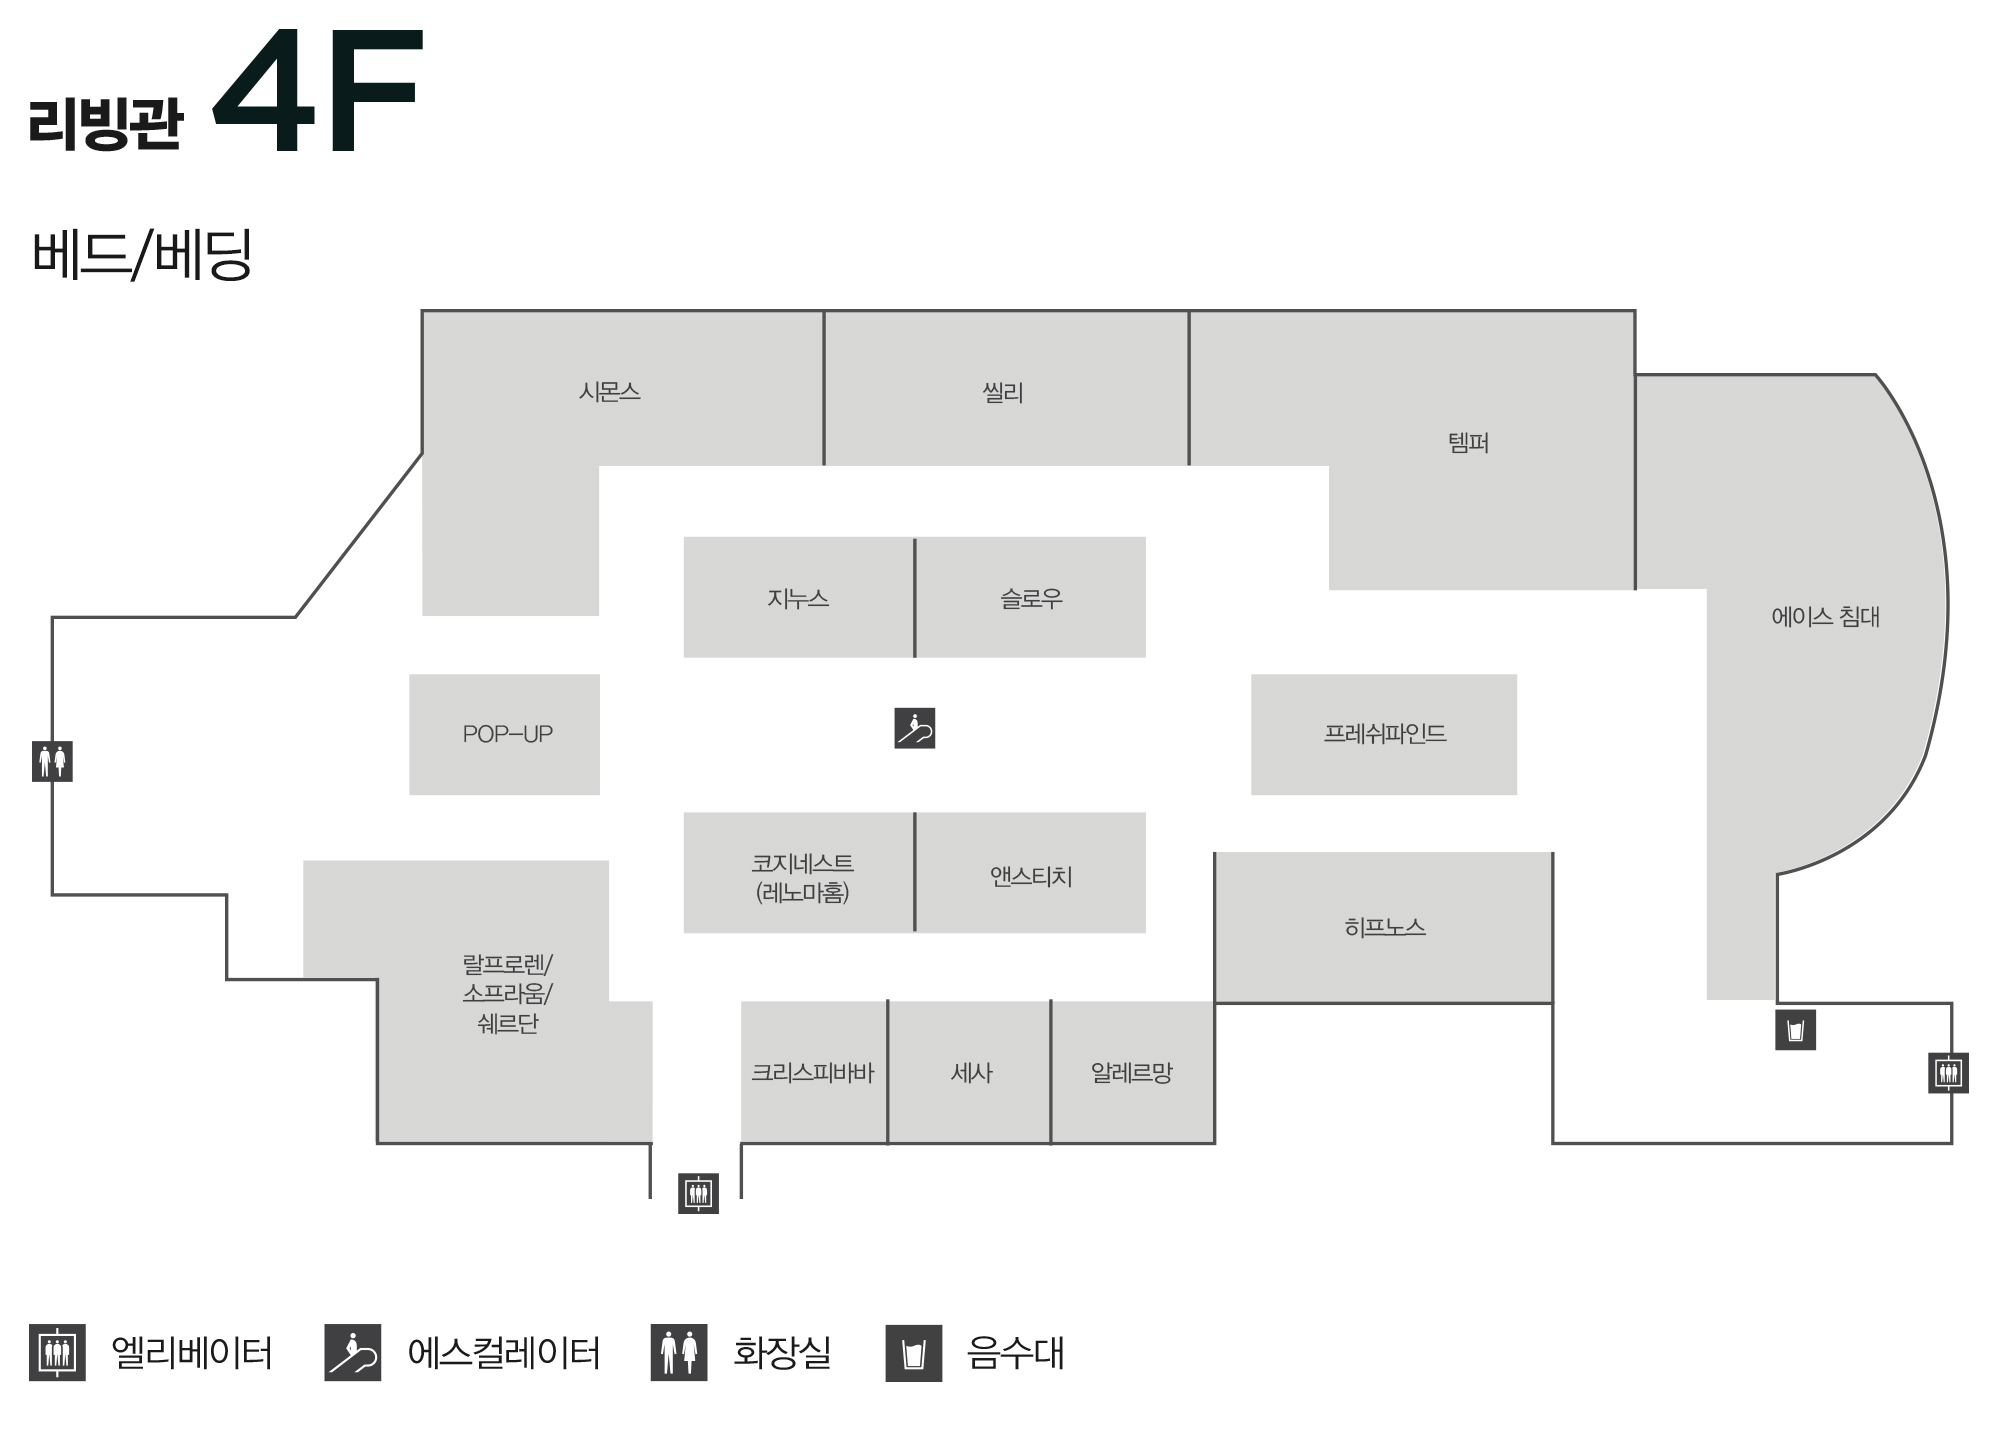 리빙관 4F
베드/베딩
시몬스
씰리
템퍼
지누스
슬로우
에이스 침대
POP-UP
프레쉬파인드
코지네스트
(레노마홈)
앤스티치
히프노스
랄프로렌/
소프라움/
쉐르단
크리스피바바
세사
알레르망
엘리베이터
에스컬레이터
화장실
음수대